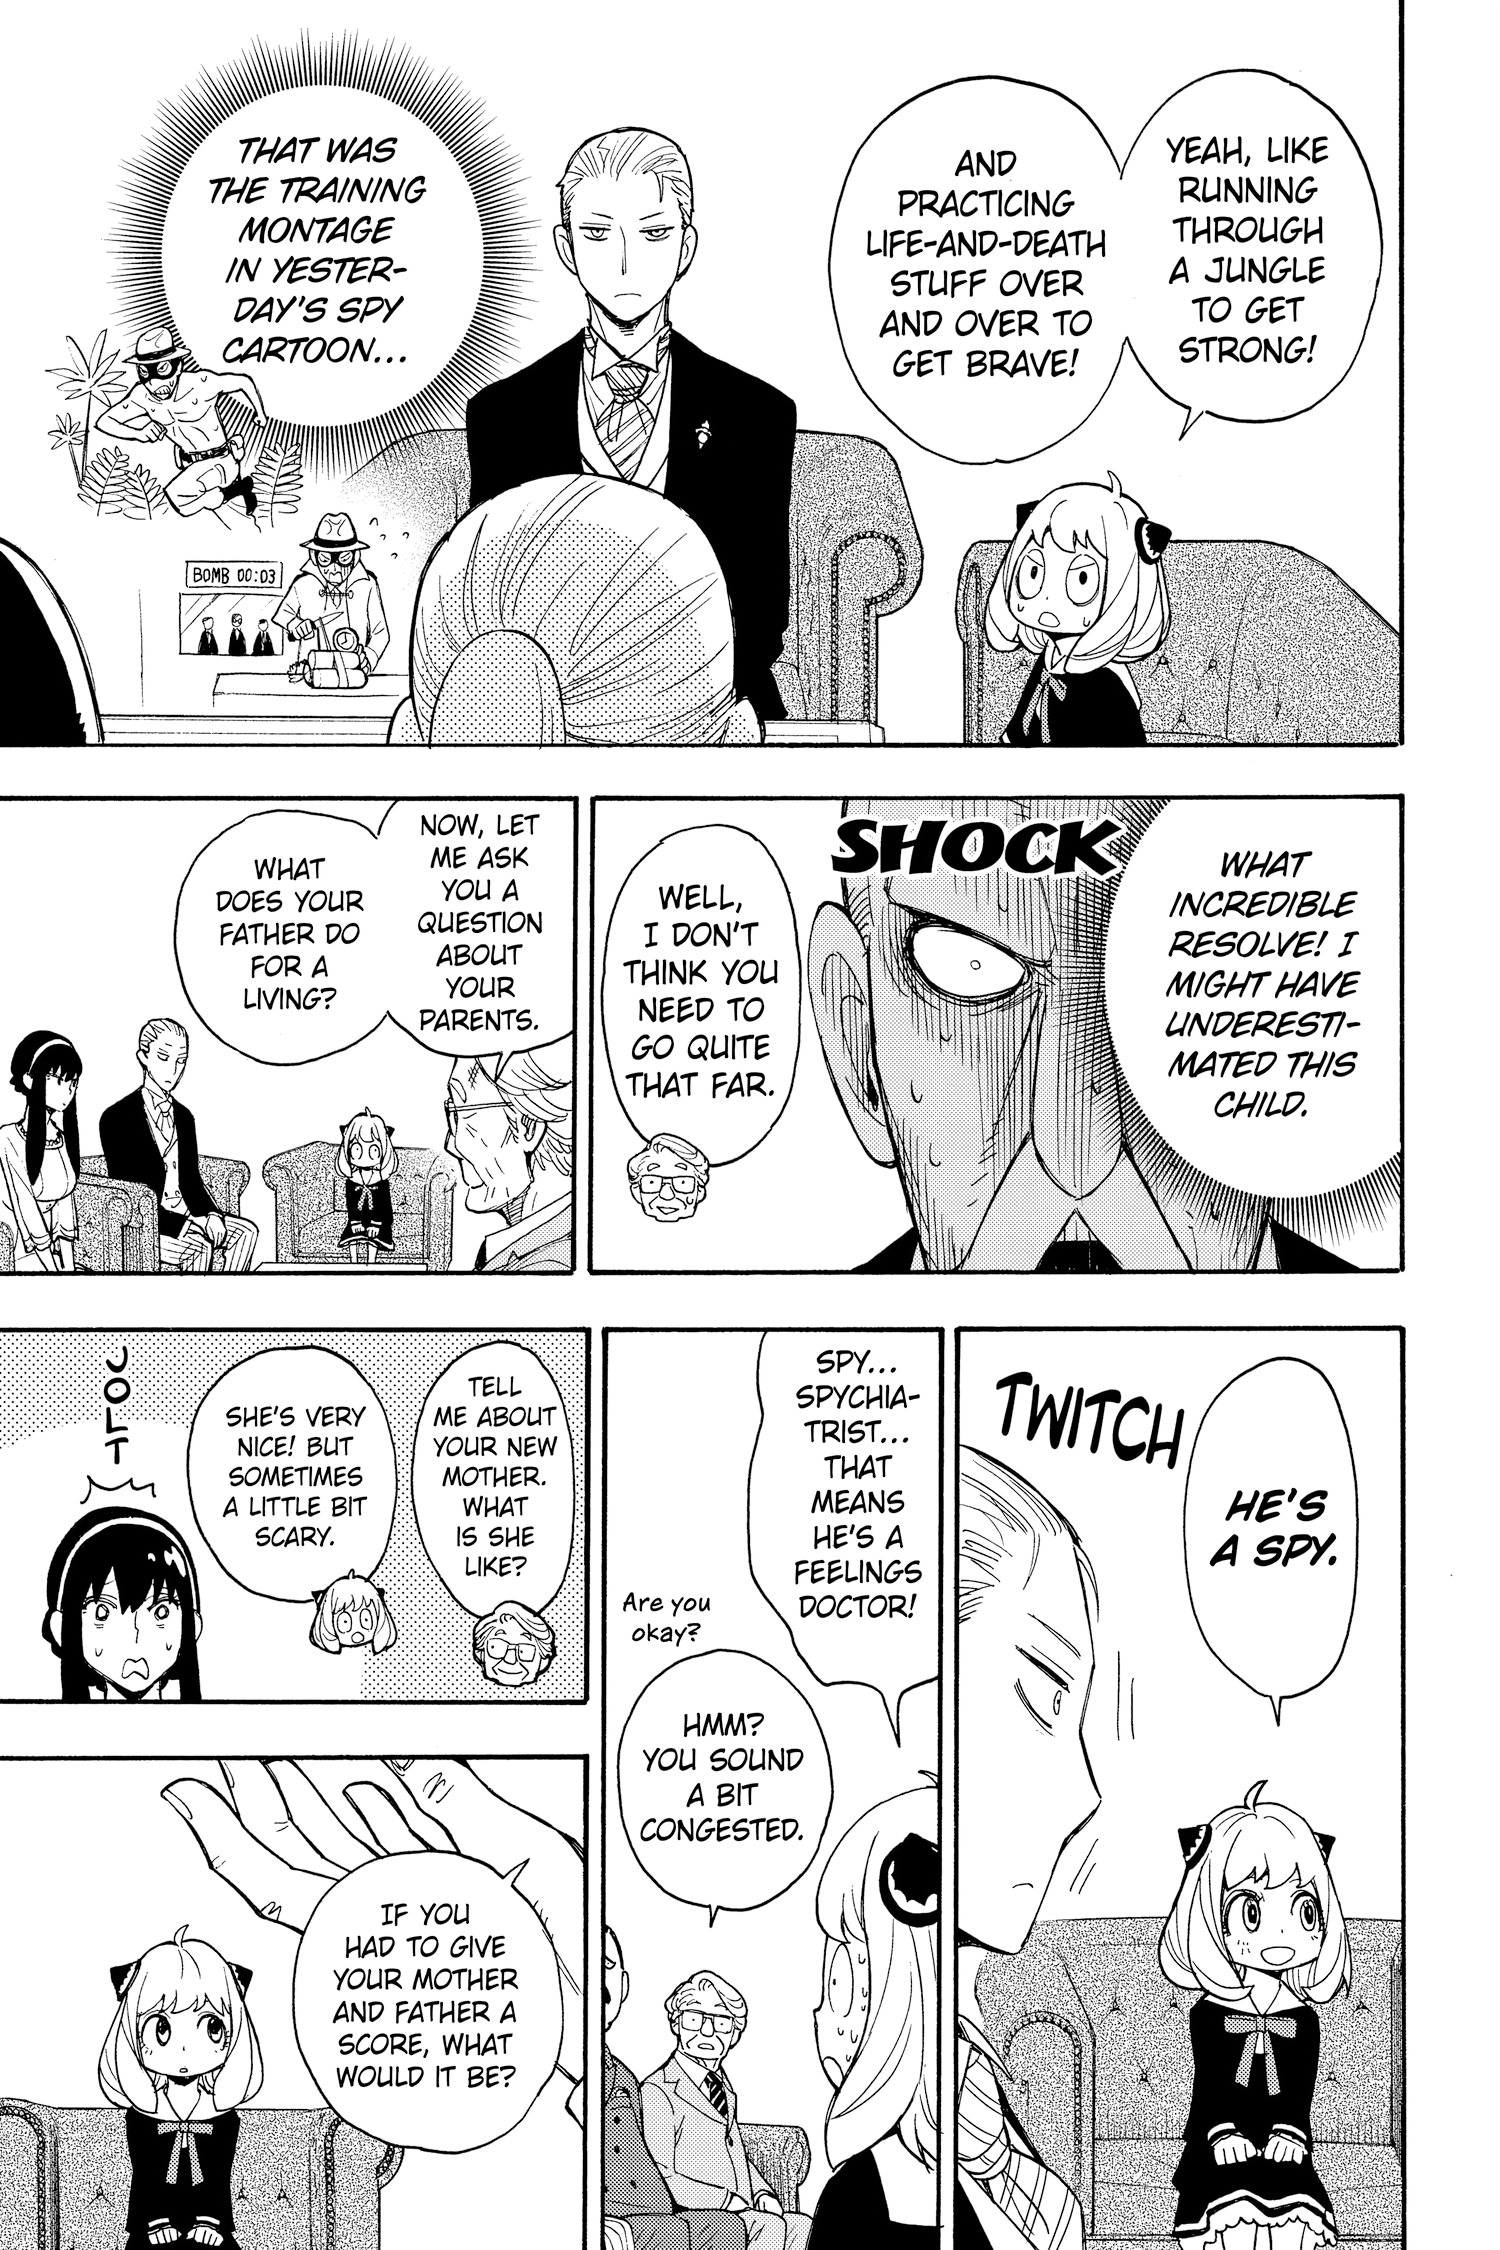 YEAH, LIKE
RUNNING
THROUGH
A JUNGLE
TO GET
STRONG!
AND
PRACTICING
LIFE-AND-DEATH
STUFF OVER
AND OVER TO
GET BRAVE!
THAT WAS
THE TRAINING
MONTAGE
IN YESTER-
DAY'S SPY
CARTOON...
BOMB 00:03
WHAT
INCREDIBLE
RESOLVE! I
MIGHT HAVE
UNDERESTI-
MATED THIS
CHILD.
SHOCK
WELL,
I DON'T
THINK YOU
NEED TO
GO QUITE
THAT FAR.
NOW, LET
ME ASK
YOU A
QUESTION
ABOUT
YOUR
PARENTS.
WHAT
DOES YOUR
FATHER DO
FOR A
LIVING?
HE'S
A SPY.
TWITCH
SPY...
SPYCHIA-
TRIST...
THAT
MEANS
HE'S A
FEELINGS
DOCTOR!
Are you
okay?
HMM?
YOU SOUND
A BIT
CONGESTED.
TELL
ME ABOUT
YOUR NEW
MOTHER.
WHAT
IS SHE
LIKE?
SHE'S VERY
NICE! BUT
SOMETIMES
A LITTLE BIT
SCARY.
JOLT
IF YOU
HAD TO GIVE
YOUR MOTHER
AND FATHER A
SCORE, WHAT
WOULD IT BE?